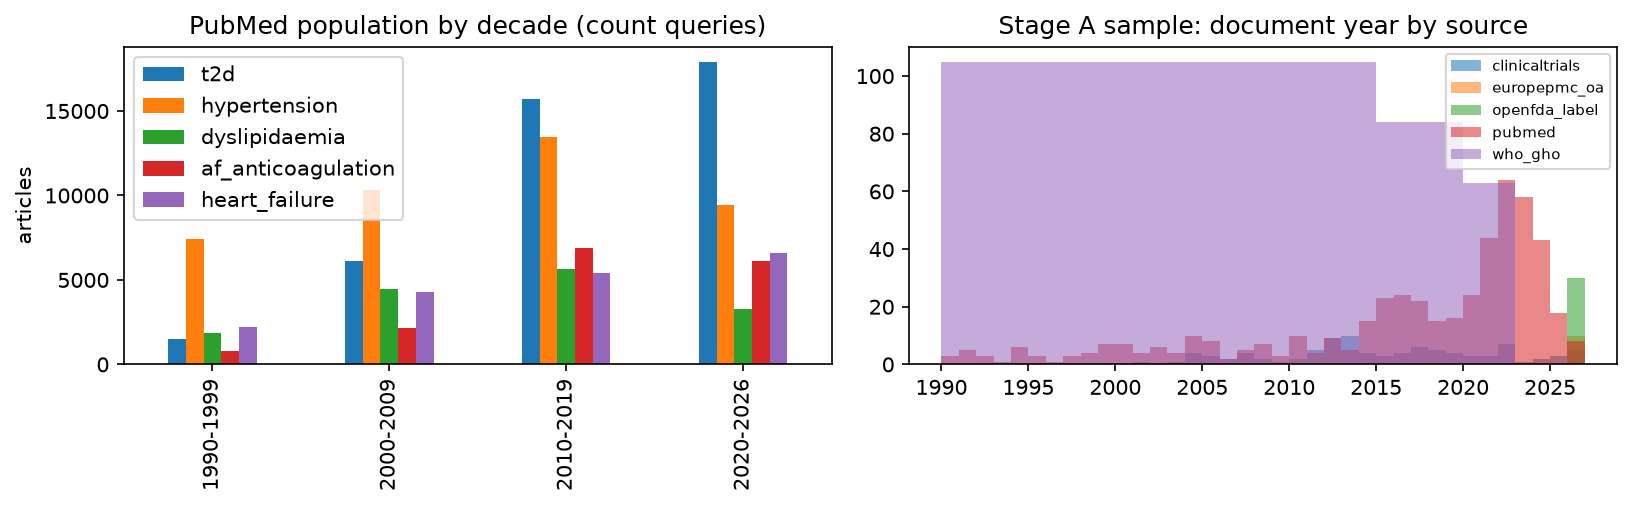 PubMed population by decade (count queries)
t2d
hypertension
dyslipidaemia
af_anticoagulation
heart_failure
articles
15000
10000
5000
0
1990-1999
2000-2009
2010-2019
2020-2026
Stage A sample: document year by source
clinicaltrials
europepmc_oa
openfda_label
pubmed
who_gho
100
80
60
40
20
0
1990
1995
2000
2005
2010
2015
2020
2025